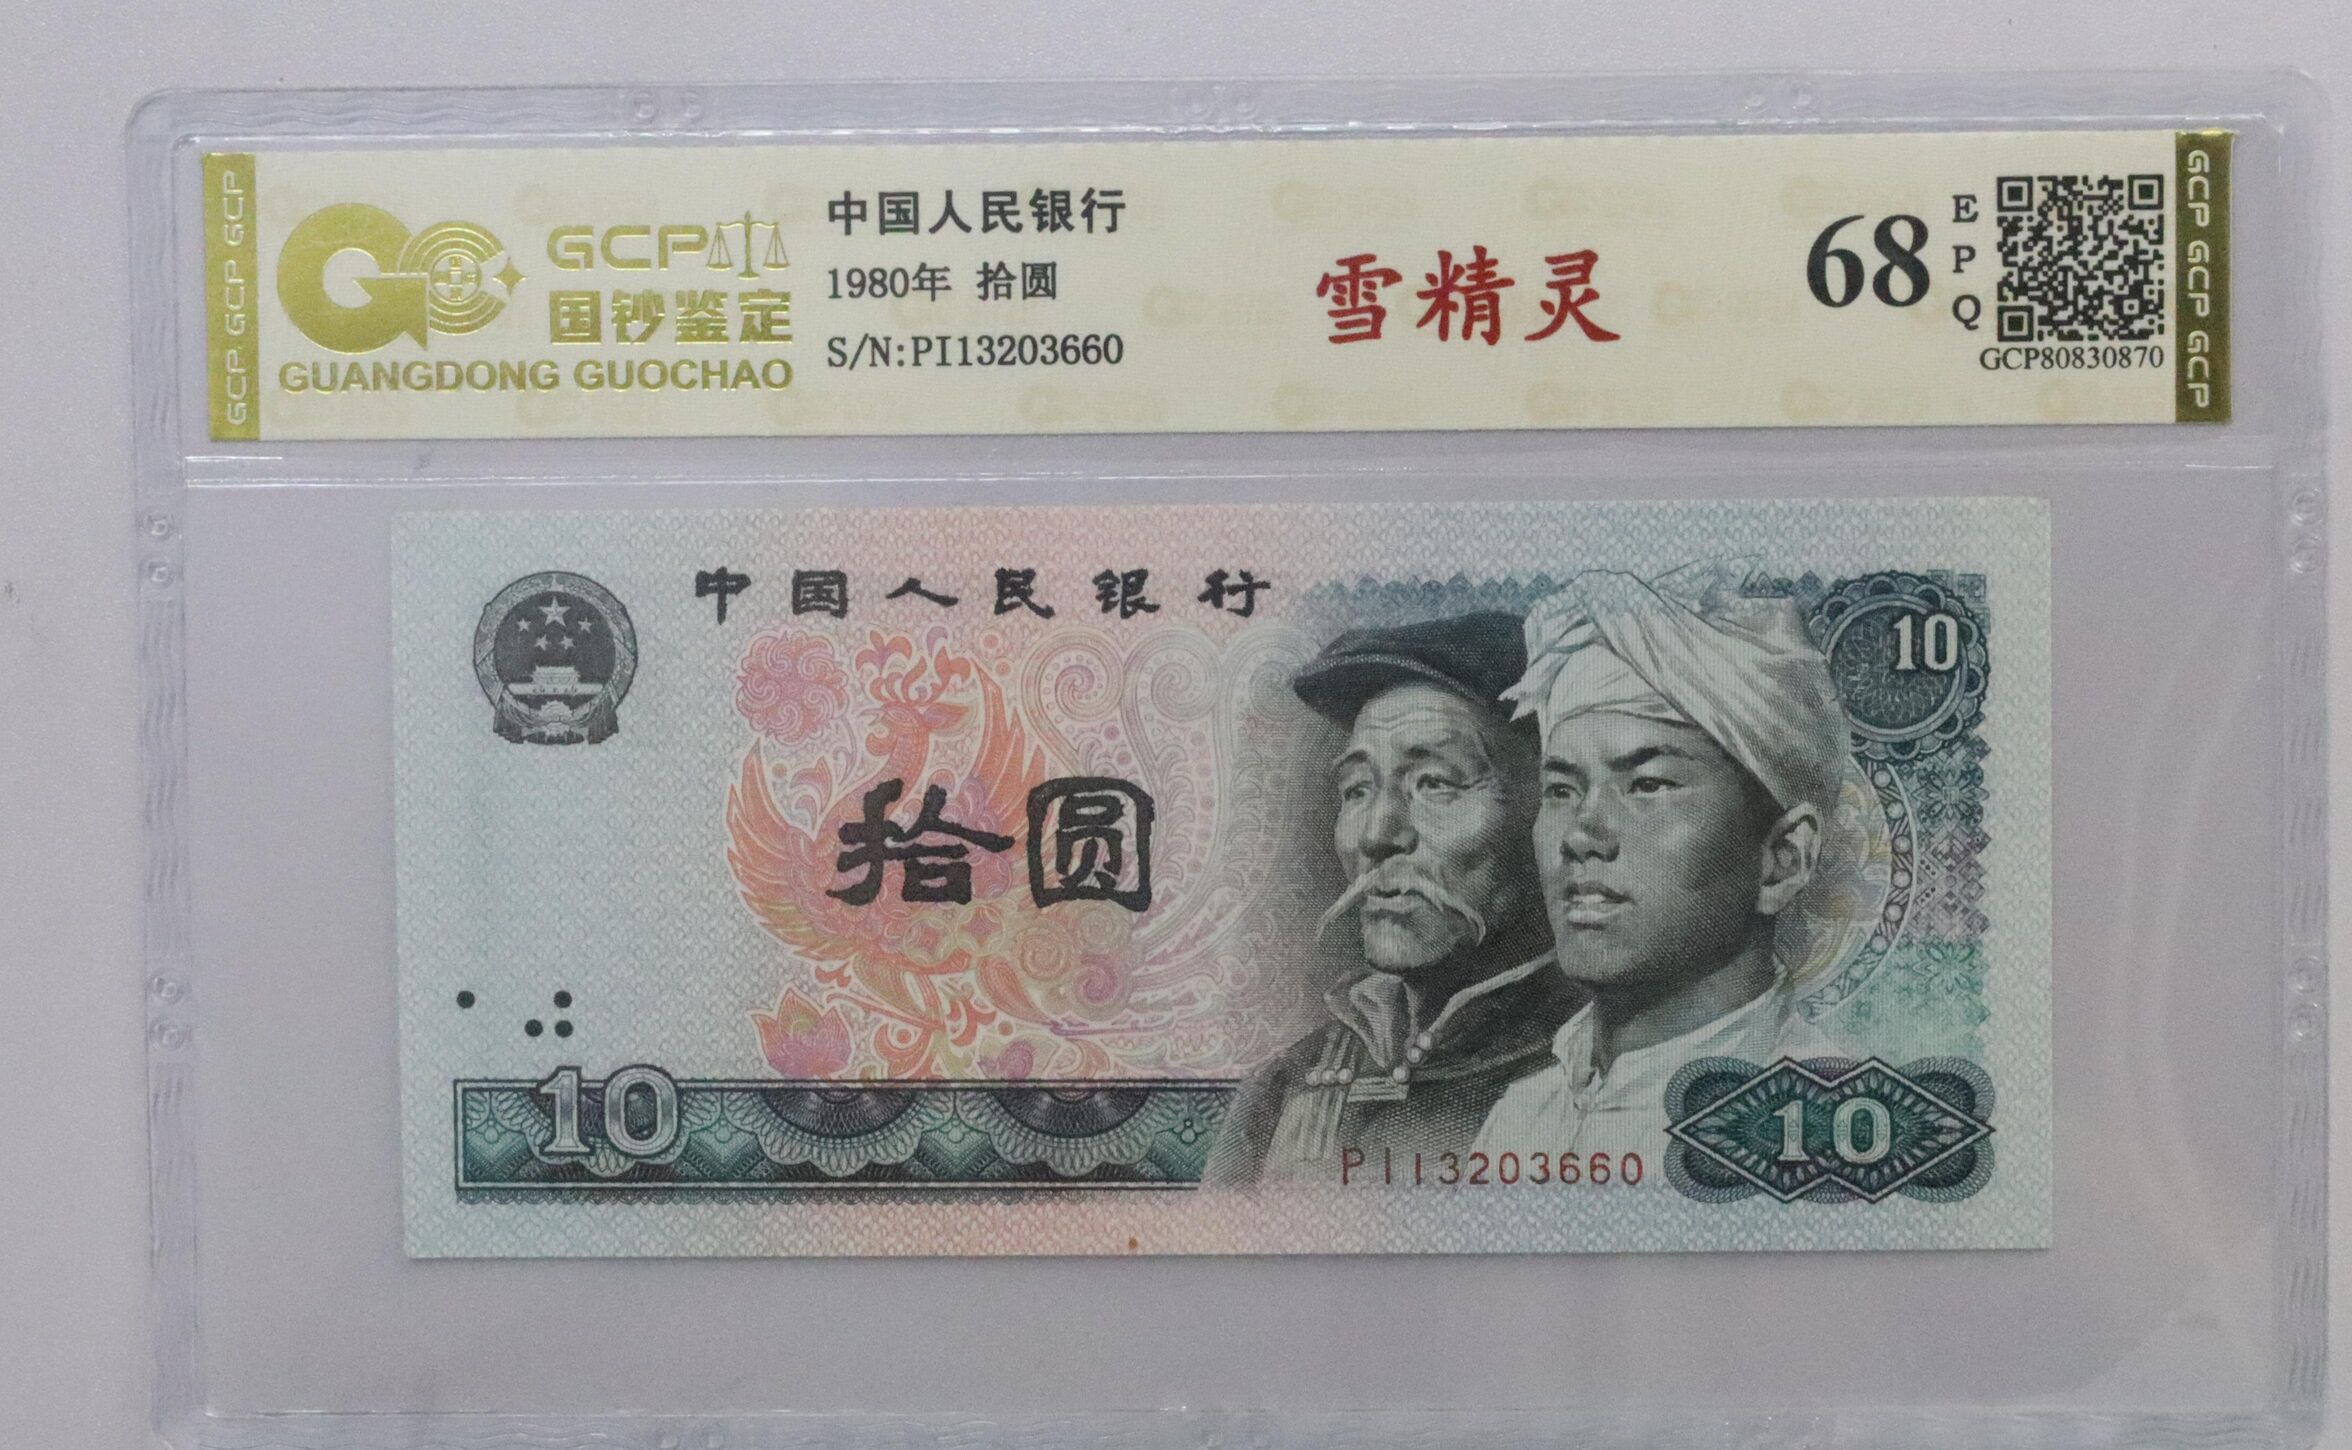 GCP GCP GCP
GCP
国钞鉴定
GUANGDONG GUOCHAO
中国人民银行
1980年 拾圆
S/N:PI13203660
雪精灵
68
EPQ
GCP80830870
GCP GCP GCP
中国人民银行
10
拾圆
10
PI13203660
10